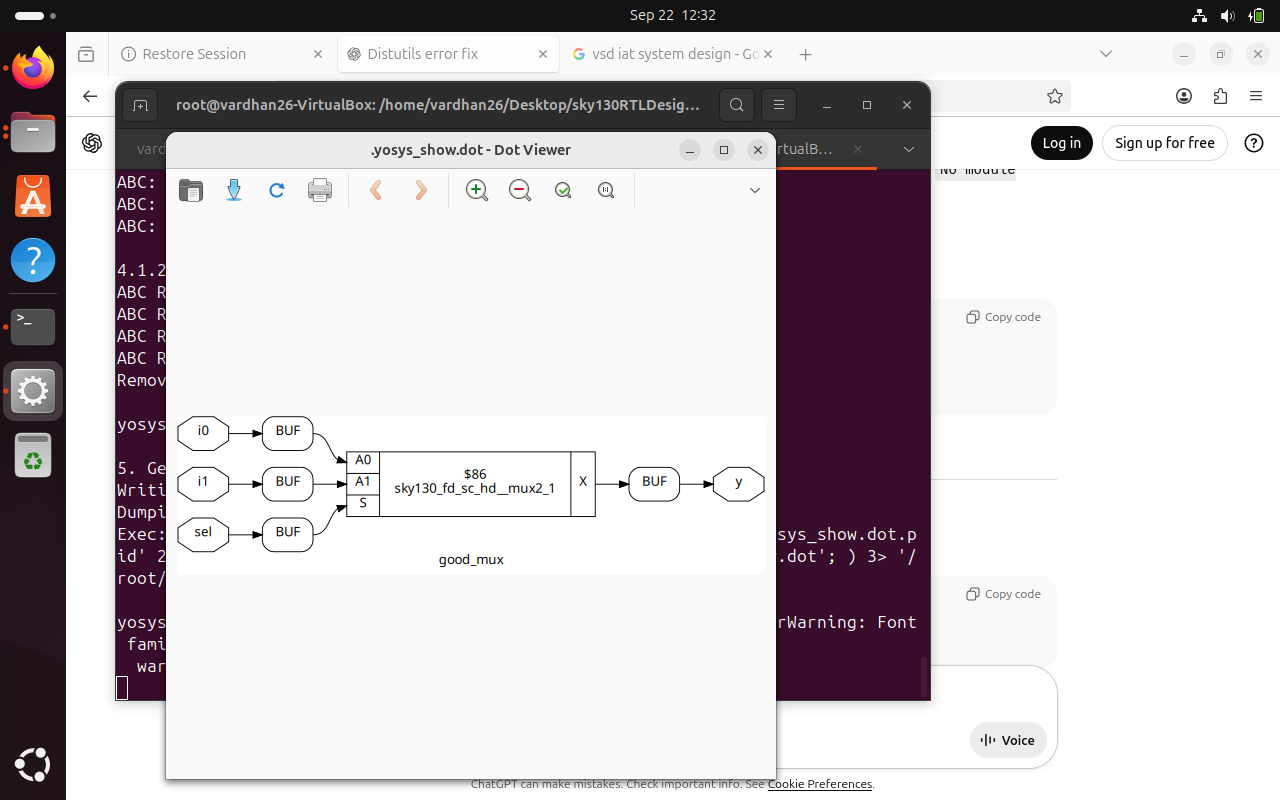 Sep 22 12:32
Restore Session
Distutils error fix
vsd iat system design - Go
root@vardhan26-VirtualBox: /home/vardhan26/Desktop/sky130RTLDesig...
Log in
Sign up for free
vard
rtualB...
.yosys_show.dot - Dot Viewer
No module
ABC:
ABC:
ABC:
4.1.2
ABC R
ABC R
ABC R
ABC R
Remov
Copy code
yosys
i0
BUF
A0
i1
BUF
A1
$86
sky130_fd_sc_hd__mux2_1
X
BUF
y
S
sel
BUF
good_mux
5. Ge
Writi
Dumpi
Exec:
sys_show.dot.p
id' 2
.dot'; ) 3> '/
root/
Copy code
yosys
rWarning: Font
fami
war
Voice
ChatGPT can make mistakes. Check important info. See Cookie Preferences.